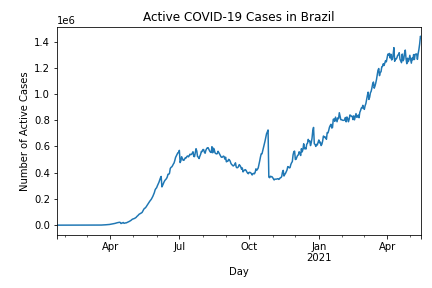 Active COVID-19 Cases in Brazil
1e6
1.4
1.2
1.0
0.8
0.6
0.4
0.2
0.0
Number of Active Cases
Apr Jul Oct Jan Apr
2021
Day